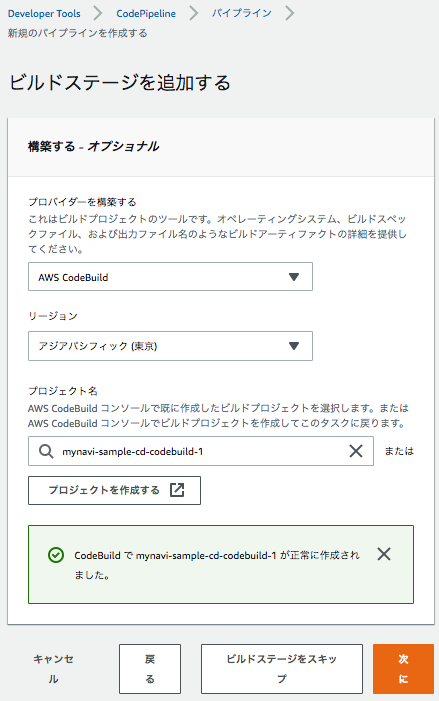 Developer Tools > CodePipeline > パイプライン >
新規のパイプラインを作成する
ビルドステージを追加する
構築する - オプショナル
プロバイダーを構築する
これはビルドプロジェクトのツールです。オペレーティングシステム、ビルドスペッ
クファイル、および出力ファイル名のようなビルドアーティファクトの詳細を提供し
てください。
AWS CodeBuild
リージョン
アジアパシフィック (東京)
プロジェクト名
AWS CodeBuild コンソールで既に作成したビルドプロジェクトを選択します。または
AWS CodeBuild コンソールでビルドプロジェクトを作成してこのタスクに戻ります。
mynavi-sample-cd-codebuild-1 または
プロジェクトを作成する
CodeBuild で mynavi-sample-cd-codebuild-1 が正常に作成され
ました。
キャンセ
ル
戻
る
ビルドステージをスキッ
プ
次
に